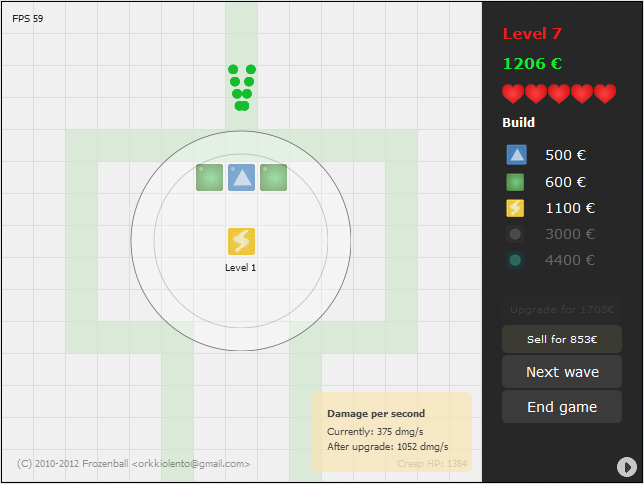 FPS 59
Level 7
1206 €
Build
500 €
600 €
1100 €
3000 €
4400 €
Level 1
Upgrade for 1705€
Sell for 853€
Next wave
End game
Damage per second
Currently: 375 dmg/s
After upgrade: 1052 dmg/s
(C) 2010-2012 Frozenball <orkkiolento@gmail.com>
Creep HP: 1384